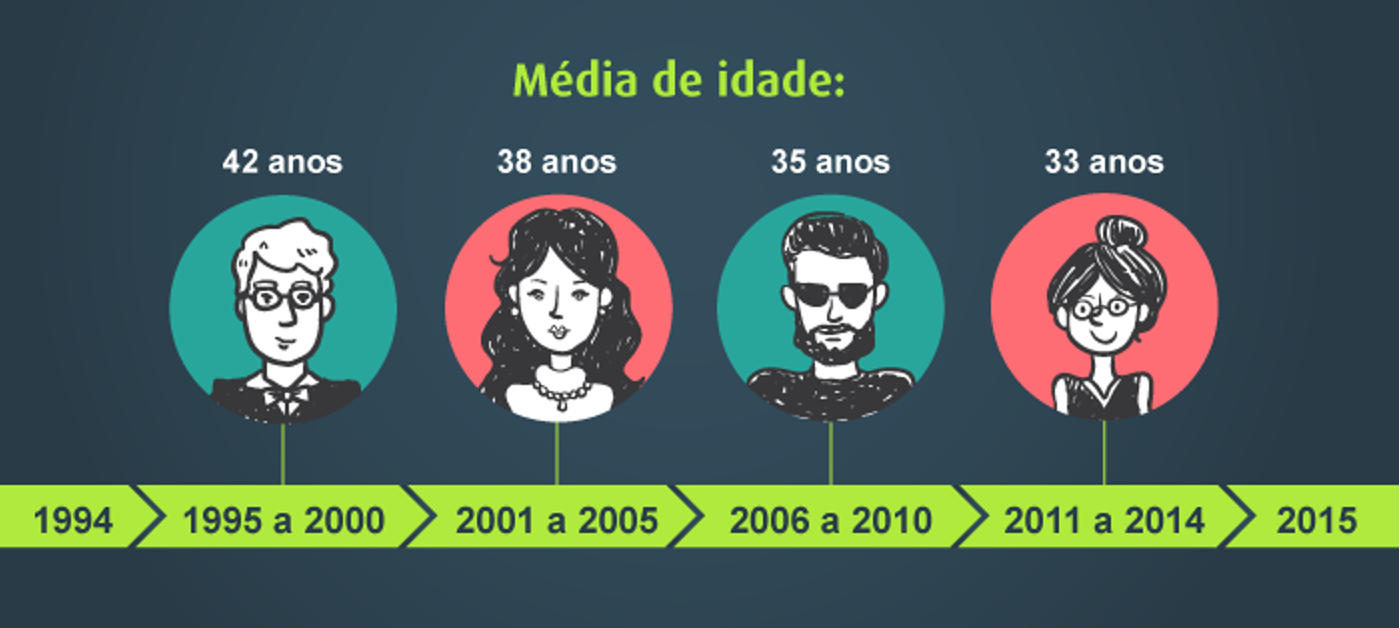 Média de idade:
42 anos
38 anos
35 anos
33 anos
1994
1995 a 2000
2001 a 2005
2006 a 2010
2011 a 2014
2015